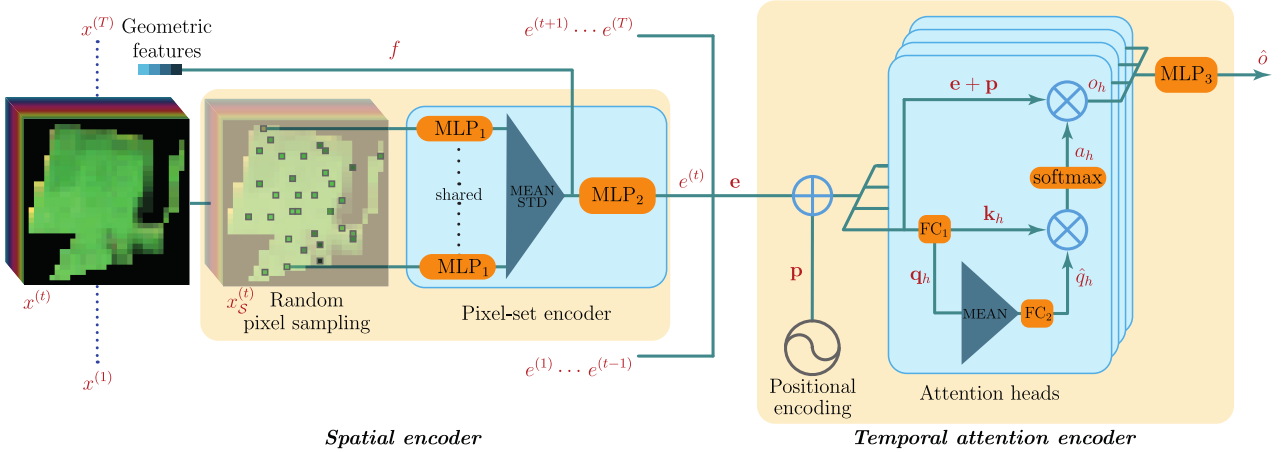 x^{(T)}
Geometric
features
f
e^{(t+1)} ⋯ e^{(T)}
x^{(t)}
x_S^{(t)}
Random
pixel sampling
MLP_1
shared
MLP_1
MEAN
STD
MLP_2
Pixel-set encoder
e^{(t)}
e
x^{(1)}
e^{(1)} ⋯ e^{(t−1)}
Spatial encoder
p
Positional
encoding
e + p
o_h
MLP_3
ô
a_h
softmax
FC_1
k_h
q_h
q̂_h
MEAN
FC_2
Attention heads
Temporal attention encoder